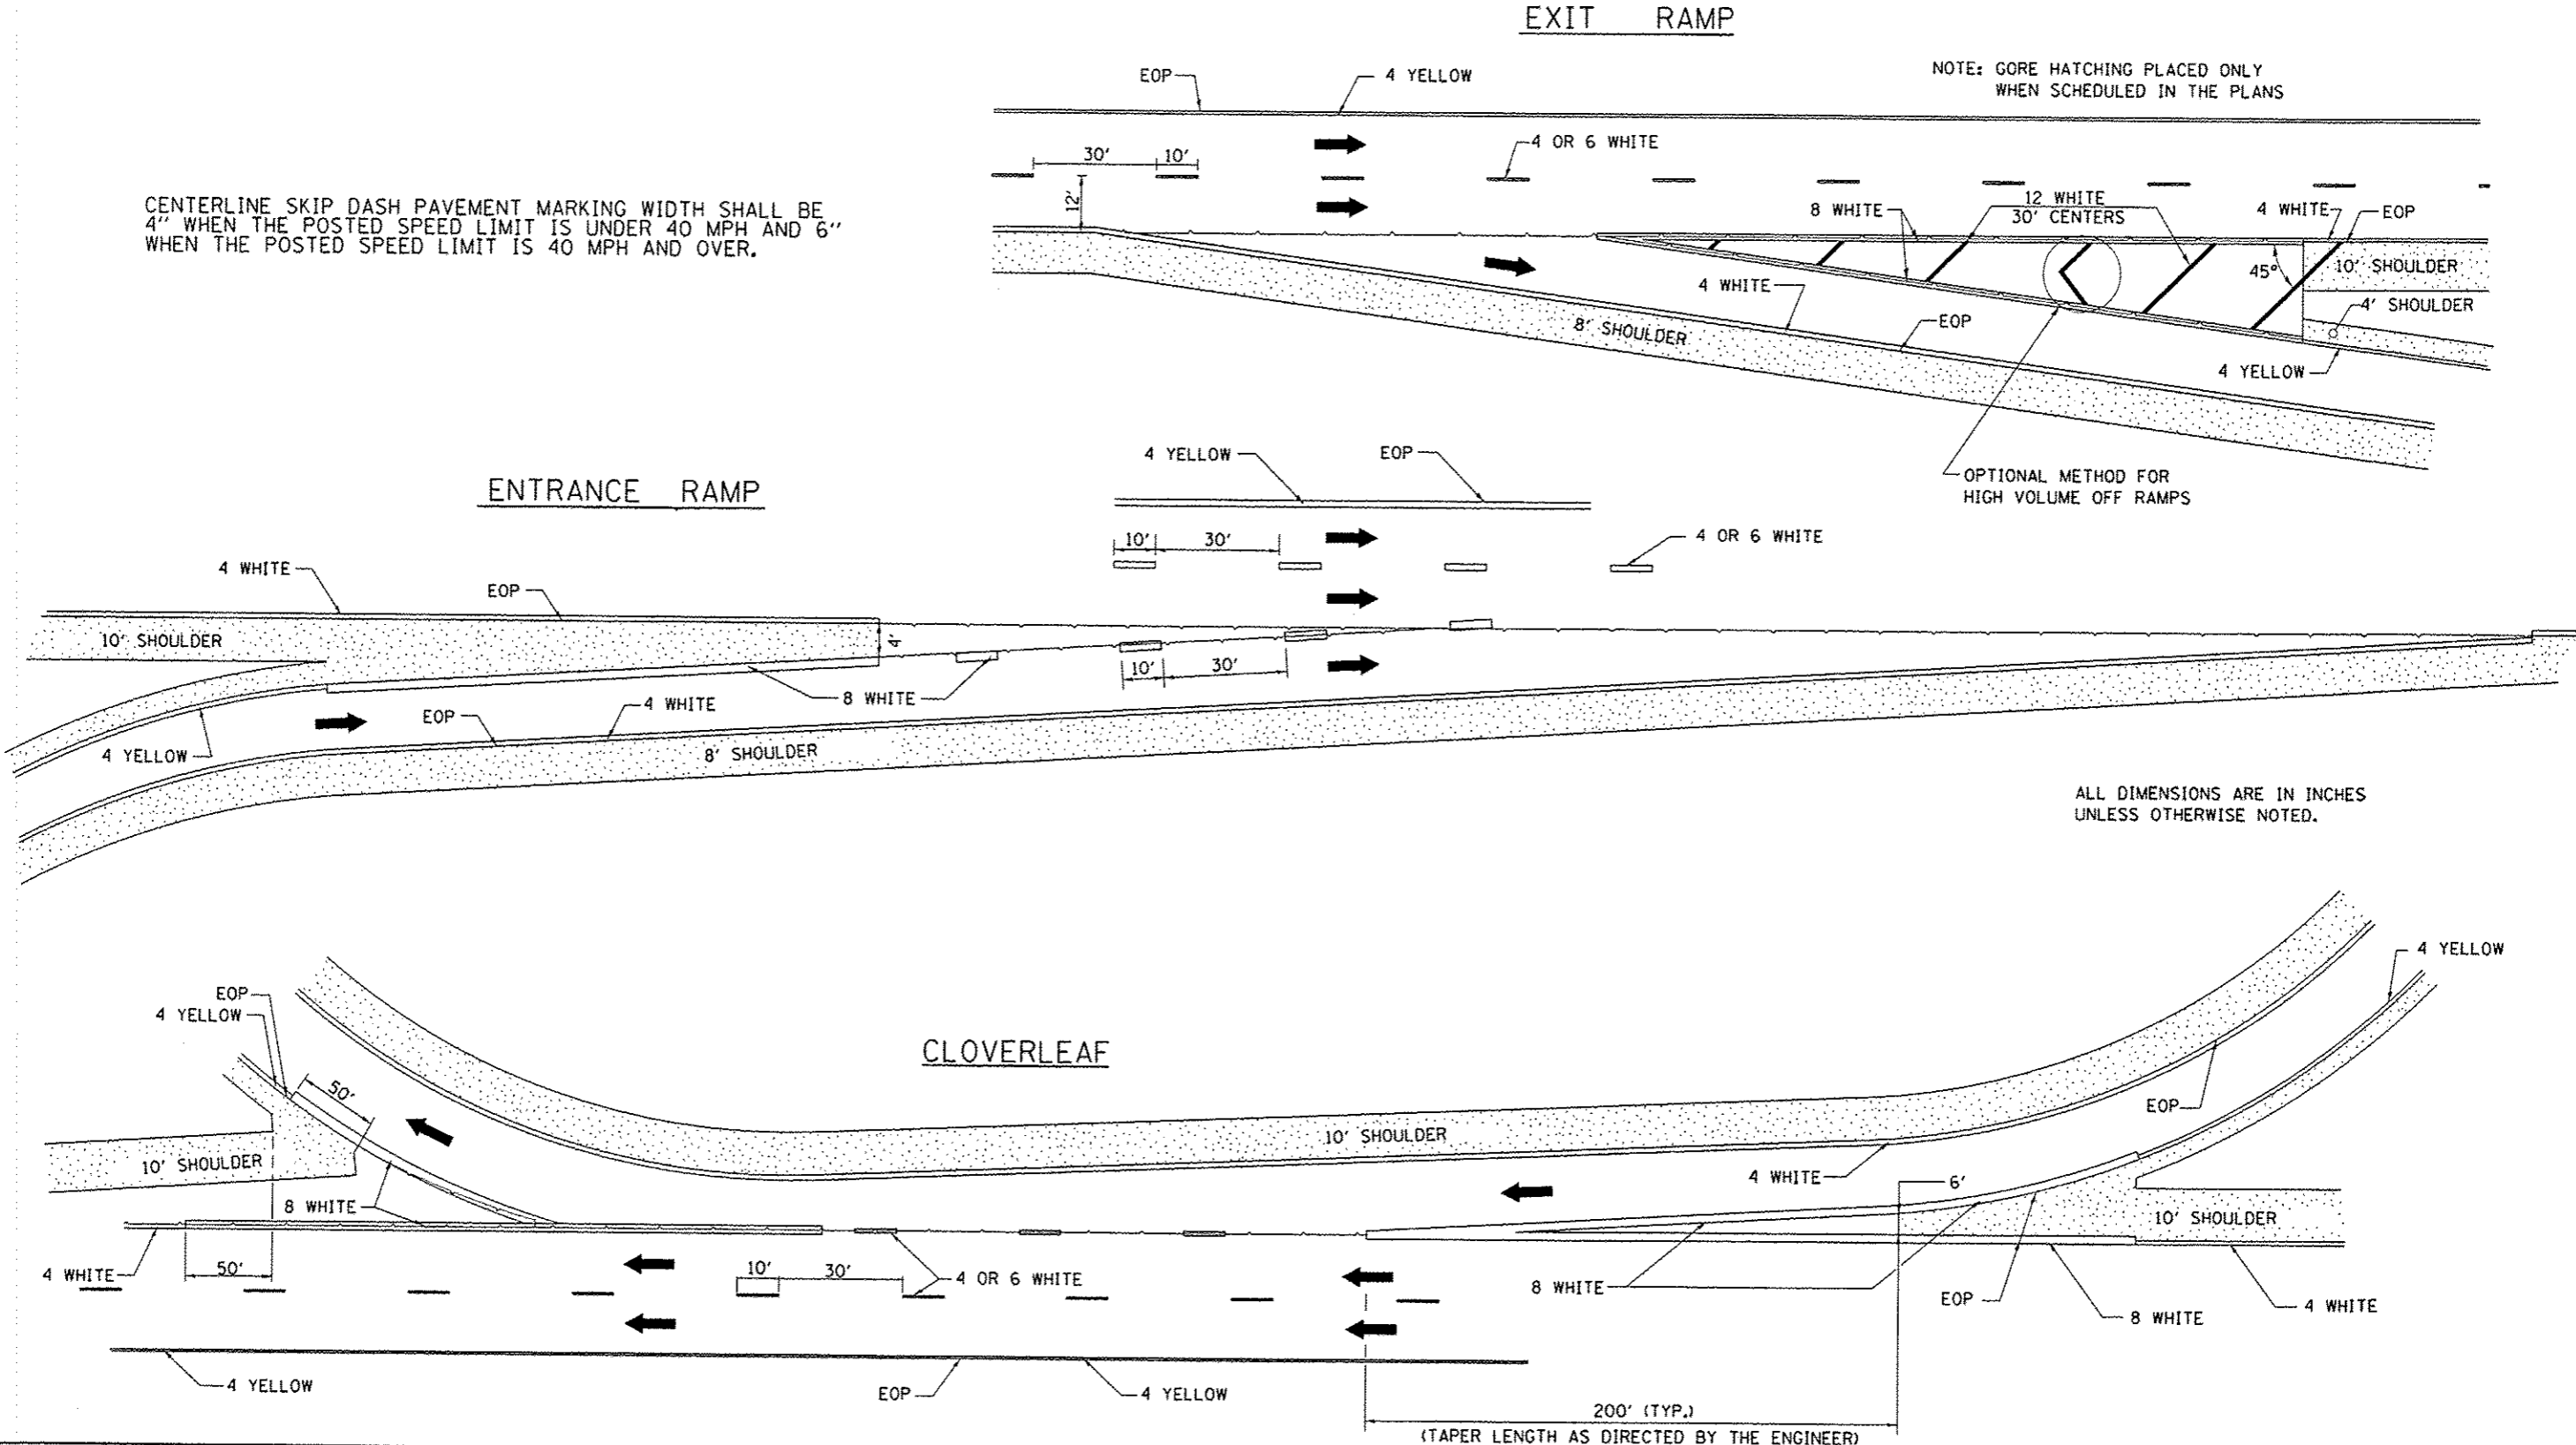 EXIT RAMP
EOP
4 YELLOW
NOTE: GORE HATCHING PLACED ONLY
WHEN SCHEDULED IN THE PLANS
30'
10'
4 OR 6 WHITE
12'
CENTERLINE SKIP DASH PAVEMENT MARKING WIDTH SHALL BE
4" WHEN THE POSTED SPEED LIMIT IS UNDER 40 MPH AND 6"
WHEN THE POSTED SPEED LIMIT IS 40 MPH AND OVER.
8 WHITE
12 WHITE
30' CENTERS
4 WHITE
EOP
45°
10' SHOULDER
4 WHITE
4' SHOULDER
8' SHOULDER
EOP
4 YELLOW
OPTIONAL METHOD FOR
HIGH VOLUME OFF RAMPS
ENTRANCE RAMP
4 YELLOW
EOP
10'
30'
4 OR 6 WHITE
4 WHITE
EOP
10' SHOULDER
4'
10'
30'
8 WHITE
4 WHITE
EOP
4 YELLOW
8' SHOULDER
ALL DIMENSIONS ARE IN INCHES
UNLESS OTHERWISE NOTED.
CLOVERLEAF
4 YELLOW
EOP
4 YELLOW
50'
EOP
10' SHOULDER
10' SHOULDER
4 WHITE
6'
8 WHITE
10' SHOULDER
4 WHITE
50'
10'
30'
4 OR 6 WHITE
8 WHITE
EOP
8 WHITE
4 WHITE
4 YELLOW
EOP
4 YELLOW
200' (TYP.)
(TAPER LENGTH AS DIRECTED BY THE ENGINEER)